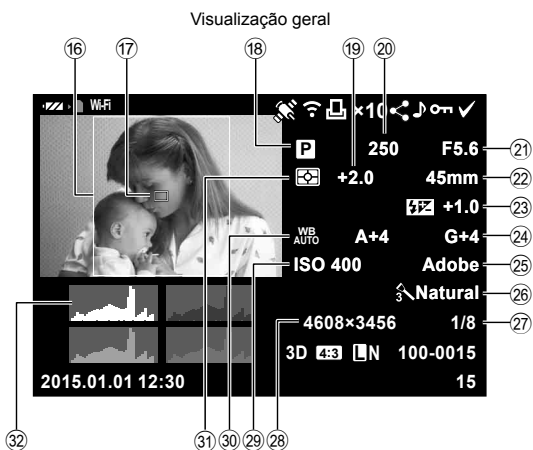 Visualização geral
⑯ ⑰ ⑱ ⑲ ⑳
Wi-Fi ×10
P 250 F5.6 ㉑
+2.0 45mm ㉒
+1.0 ㉓
WB AUTO A+4 G+4 ㉔
ISO 400 Adobe ㉕
3 Natural ㉖
4608×3456 1/8 ㉗
3D 4:3 LN 100-0015
2015.01.01 12:30 15
㉜ ㉛ ㉚ ㉙ ㉘